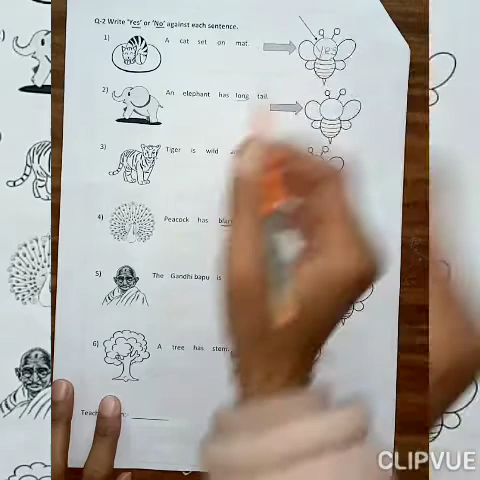 Q-2 Write 'Yes' or 'No' against each sentence.
1) A cat set on mat. yes
2) An elephant has long tail.
3) Tiger is wild
4) Peacock has
5) The Gandhi bapu is
6) A tree has stem.
CLIPVUE